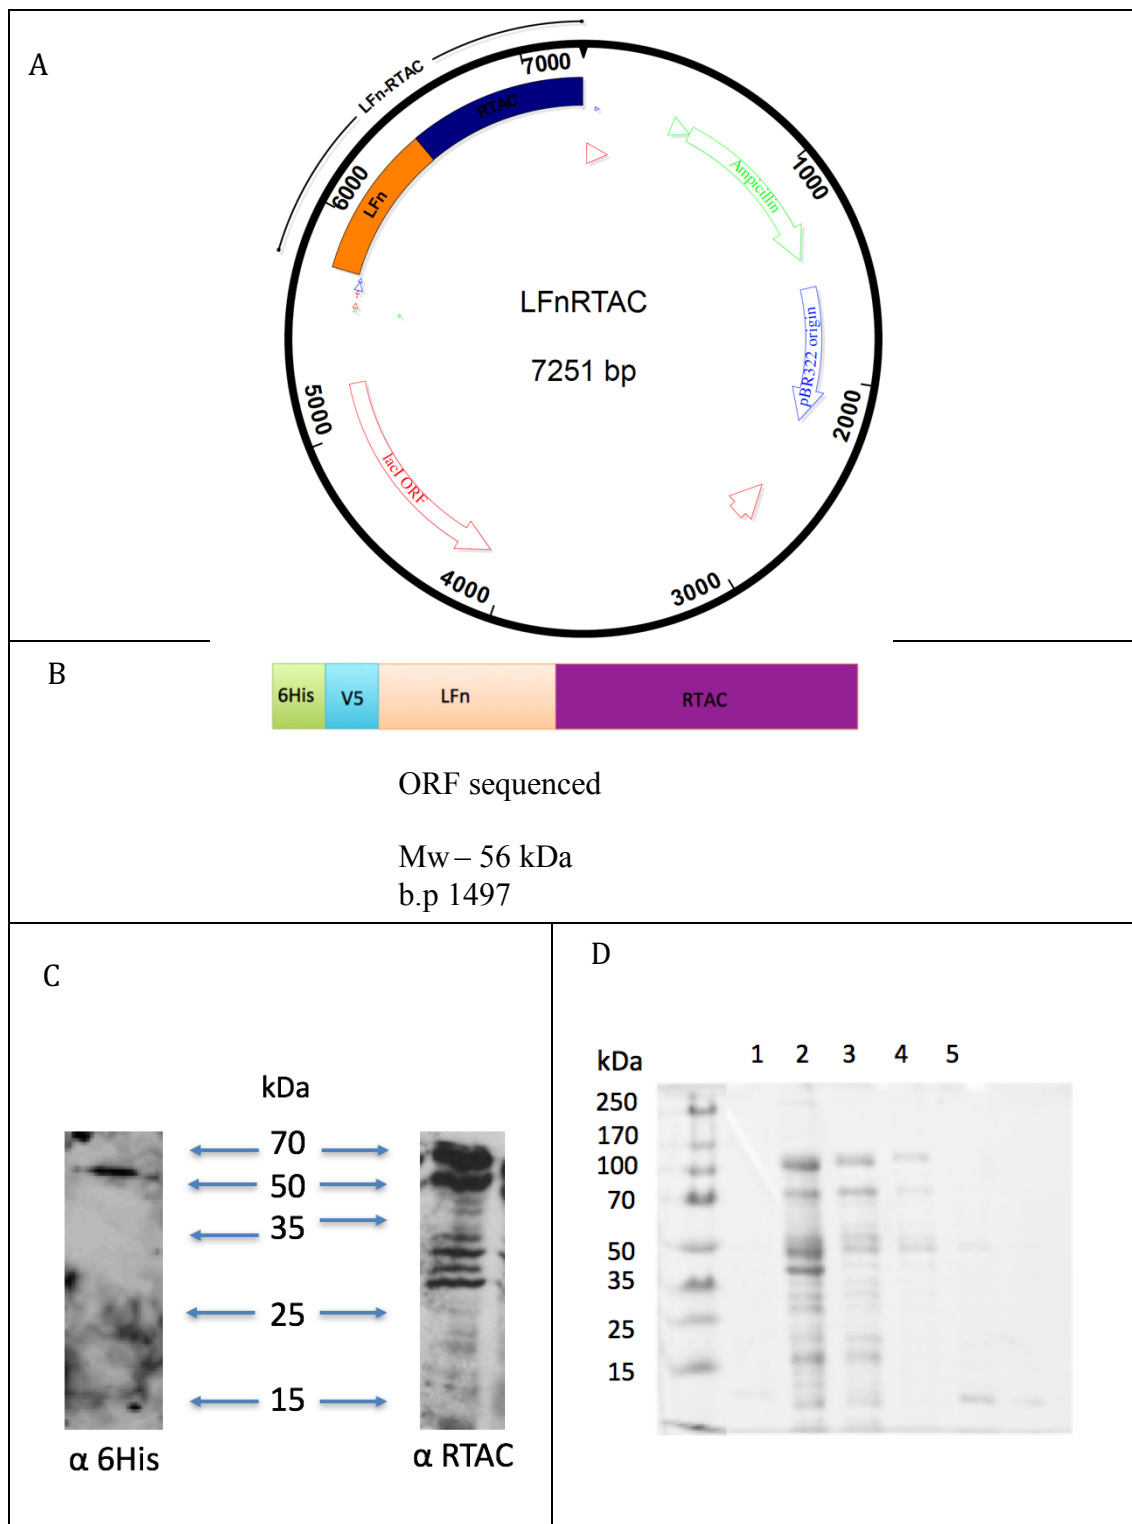 A
7000
LFn-RTAC
RTAC
6000
LFn
Ampicillin
1000
LFnRTAC
7251 bp
pBR322 origin
2000
5000
lacI ORF
4000
3000
B
6His
V5
LFn
RTAC
ORF sequenced
Mw – 56 kDa
b.p 1497
C
kDa
70
50
35
25
15
α 6His
α RTAC
D
kDa
1 2 3 4 5
250
170
100
70
50
35
25
15